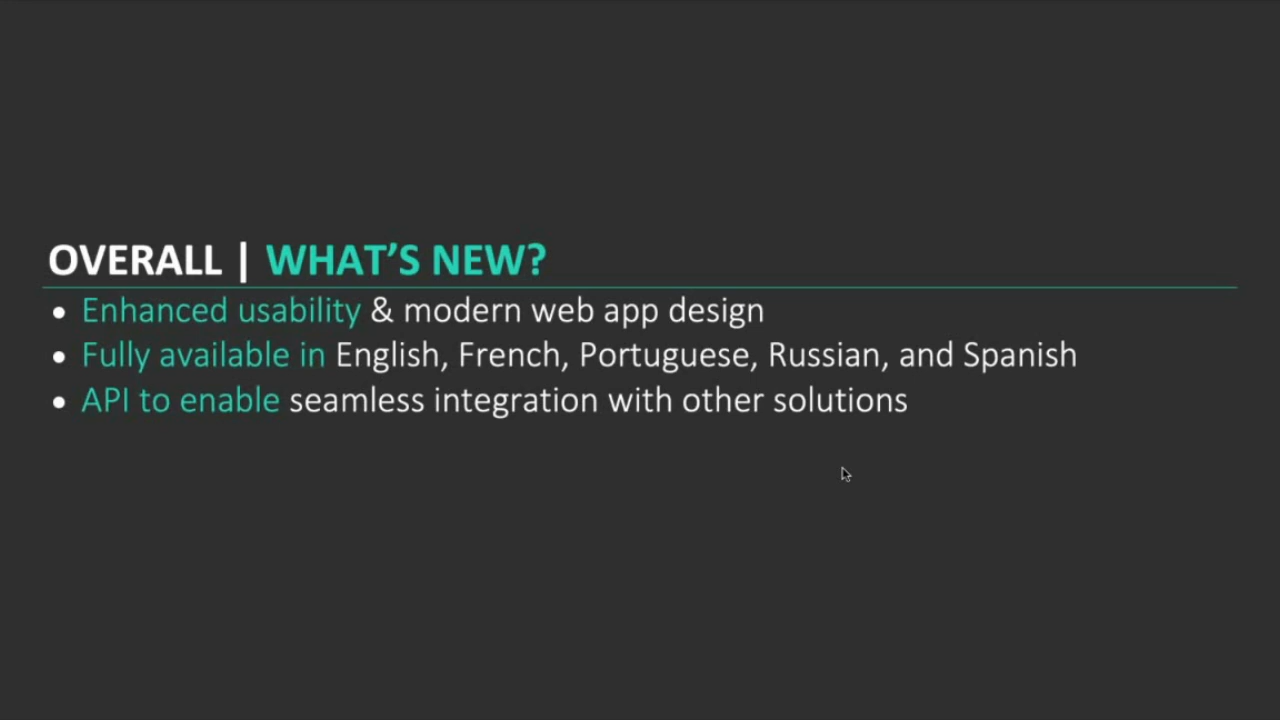 OVERALL | WHAT’S NEW?
• Enhanced usability & modern web app design
• Fully available in English, French, Portuguese, Russian, and Spanish
• API to enable seamless integration with other solutions